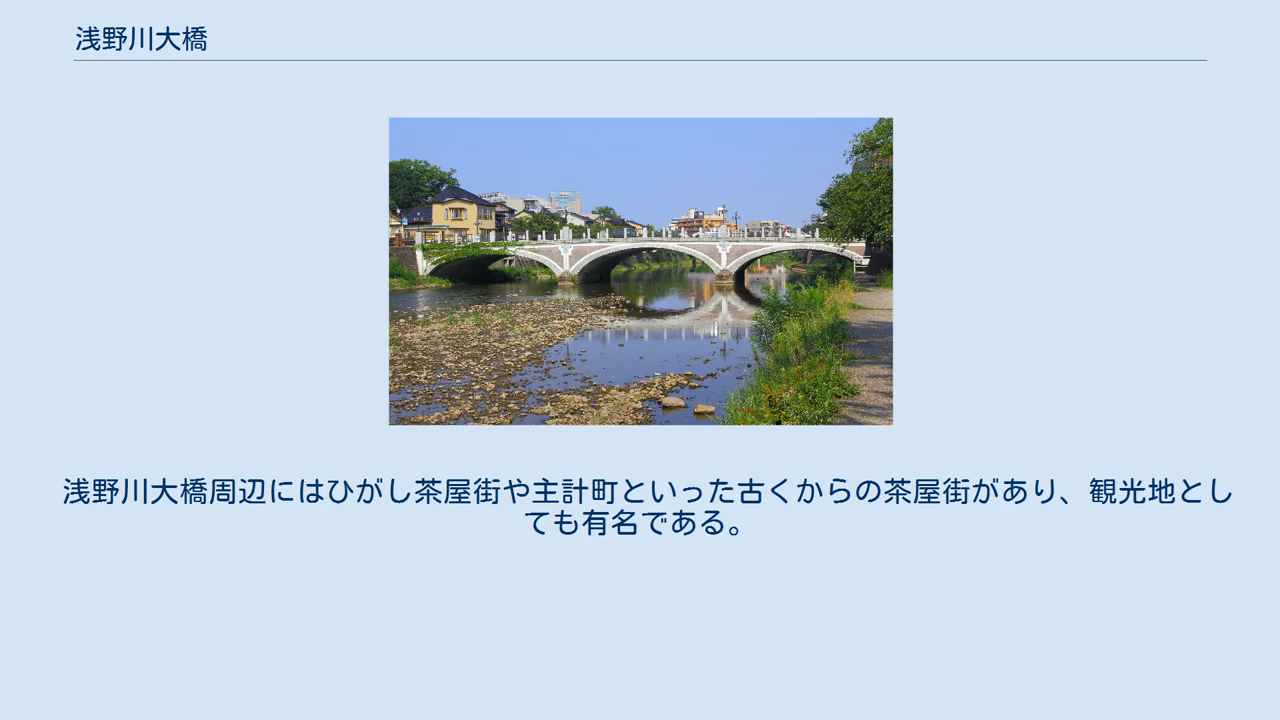 浅野川大橋
浅野川大橋周辺にはひがし茶屋街や主計町といった古くからの茶屋街があり、観光地とし
ても有名である。